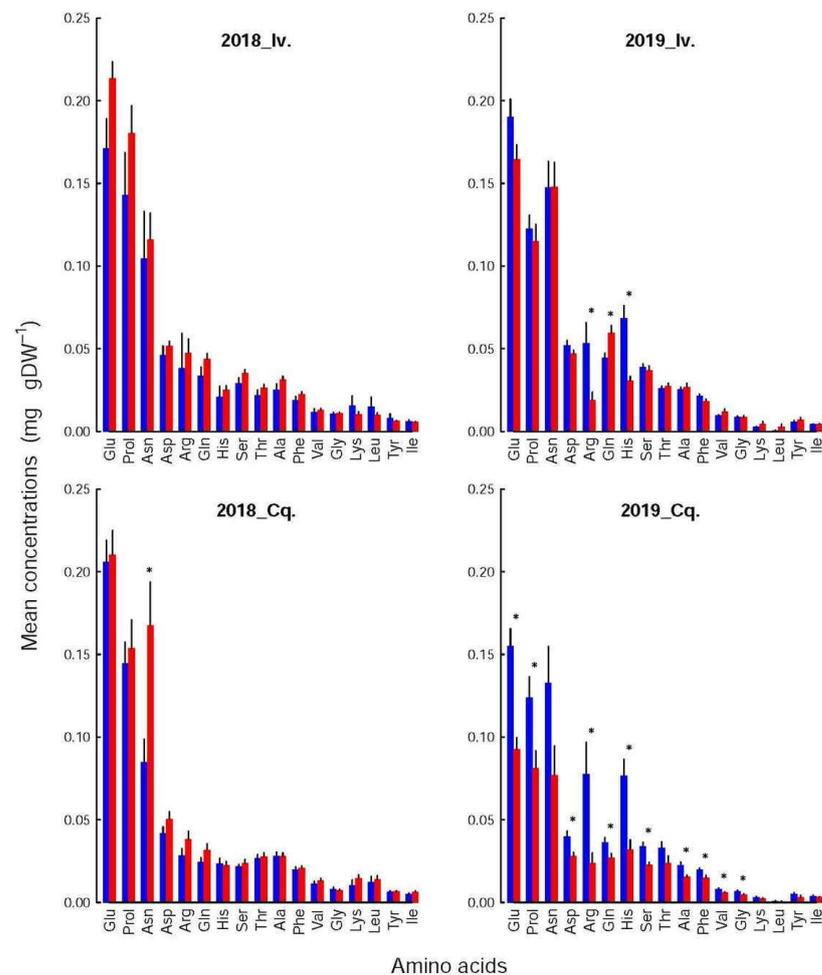 2018_Iv.
0.25
0.20
0.15
0.10
0.05
0.00
Glu Prol Asn Asp Arg Gln His Ser Thr Ala Phe Val Gly Lys Leu Tyr Ile
2019_Iv.
0.25
0.20
0.15
0.10
0.05
0.00
* * *
Glu Prol Asn Asp Arg Gln His Ser Thr Ala Phe Val Gly Lys Leu Tyr Ile
2018_Cq.
0.25
0.20
0.15
0.10
0.05
0.00
*
Glu Prol Asn Asp Arg Gln His Ser Thr Ala Phe Val Gly Lys Leu Tyr Ile
2019_Cq.
0.25
0.20
0.15
0.10
0.05
0.00
* * * * * * * * * * *
Glu Prol Asn Asp Arg Gln His Ser Thr Ala Phe Val Gly Lys Leu Tyr Ile
Mean concentrations (mg gDW⁻¹)
Amino acids